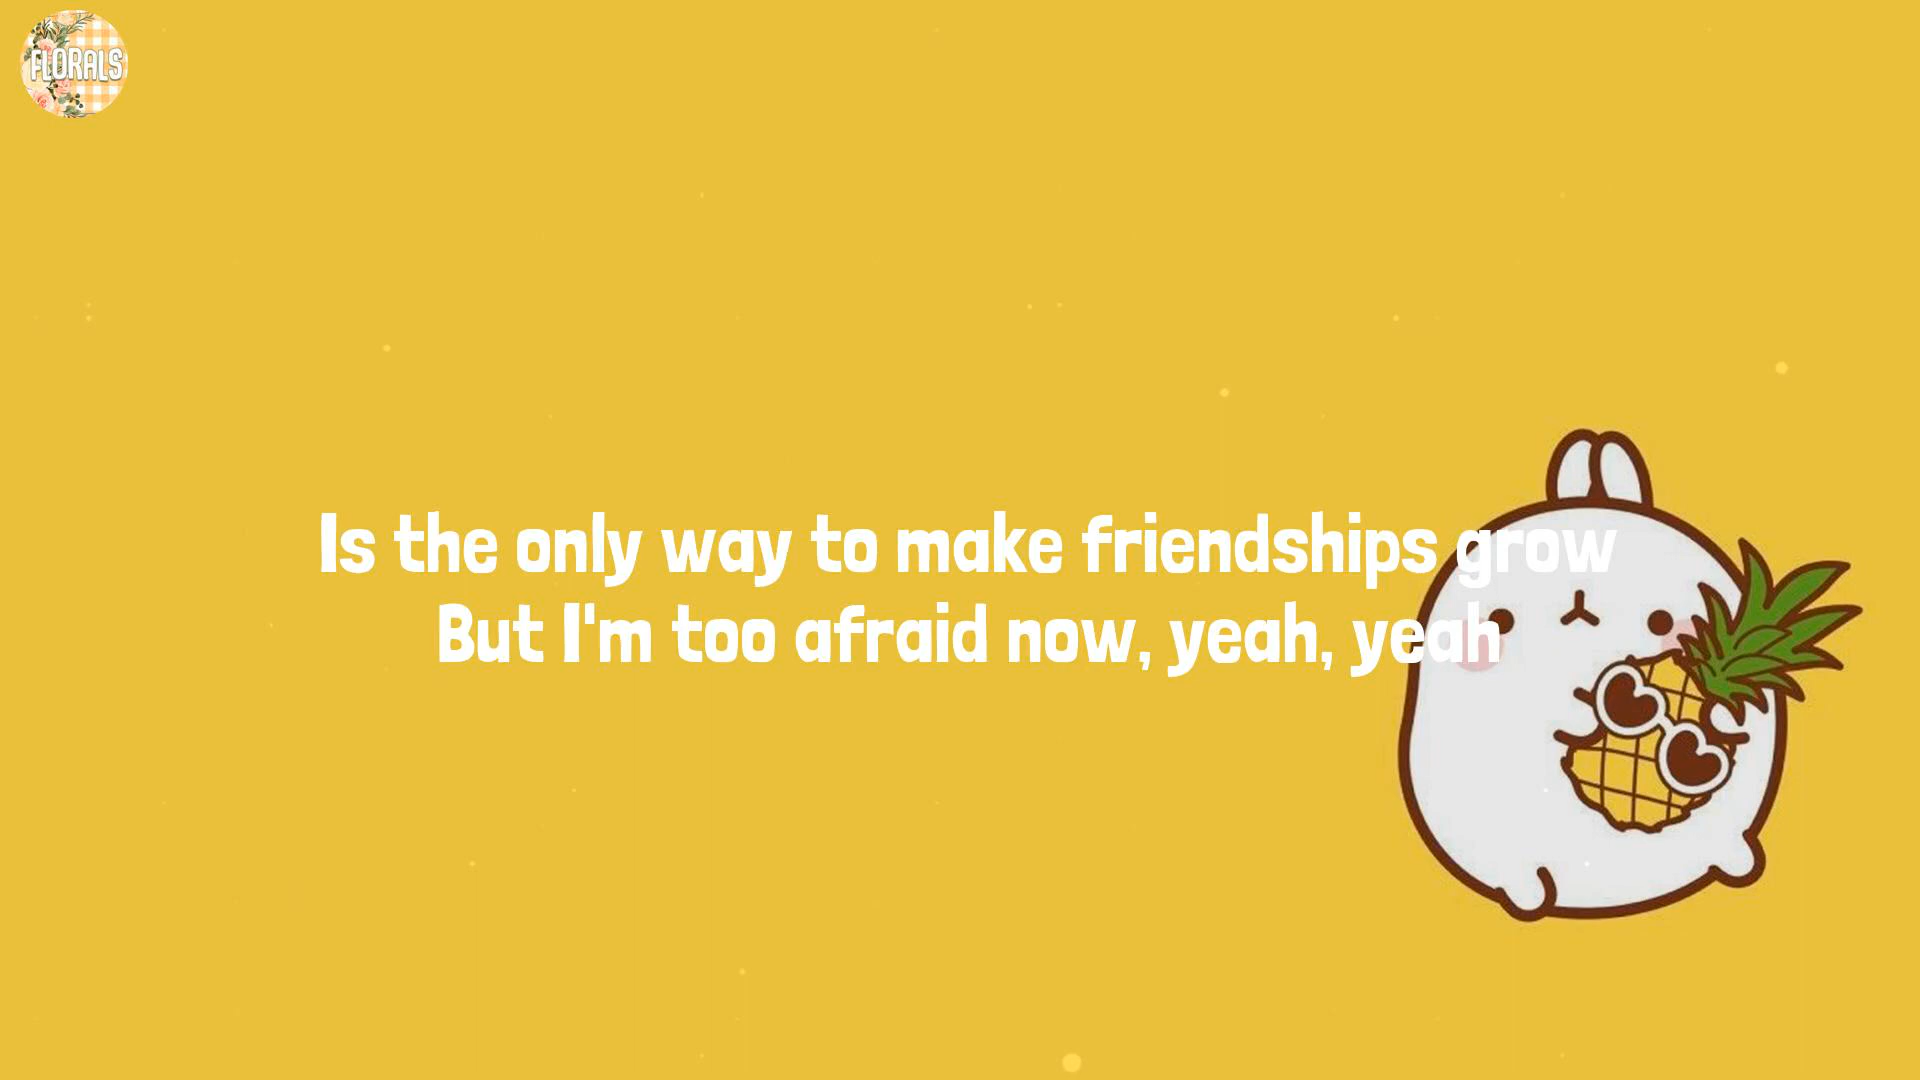 FLORALS
Is the only way to make friendships grow
But I'm too afraid now, yeah, yeah